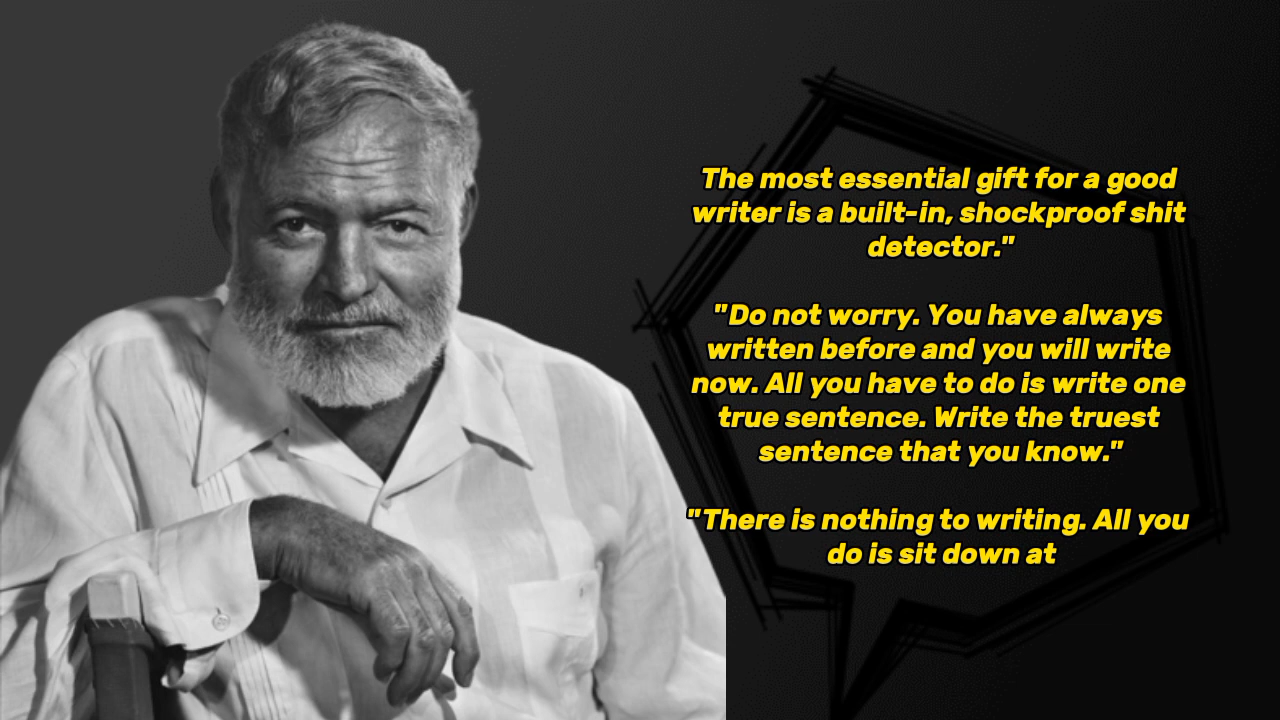 The most essential gift for a good
writer is a built-in, shockproof shit
detector."
"Do not worry. You have always
written before and you will write
now. All you have to do is write one
true sentence. Write the truest
sentence that you know."
"There is nothing to writing. All you
do is sit down at